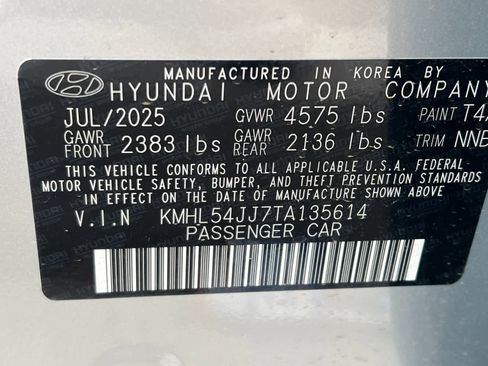 MANUFACTURED IN KOREA BY
HYUNDAI MOTOR COMPANY
JUL/2025 GVWR 4575 lbs PAINT T4
GAWR FRONT 2383 lbs GAWR REAR 2136 lbs TRIM NNB
THIS VEHICLE CONFORMS TO ALL APPLICABLE U.S.A. FEDERAL
MOTOR VEHICLE SAFETY, BUMPER, AND THEFT PREVENTION STANDARDS
IN EFFECT ON THE DATE OF MANUFACTURE SHOWN ABOVE
V.I.N KMHL54JJ7TA135614
PASSENGER CAR